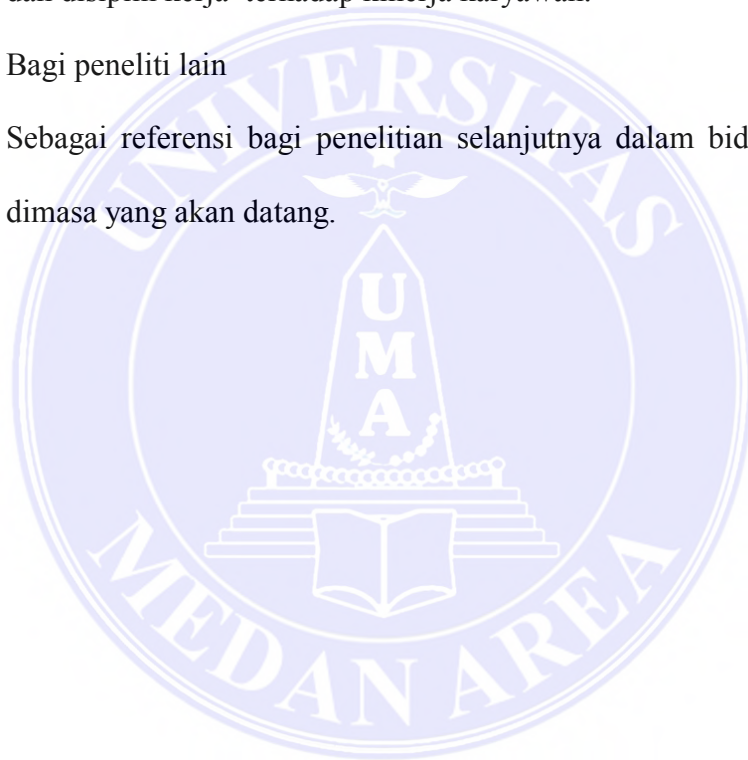 dan disiplin kerja terhadap kinerja karyawan.
Bagi peneliti lain
Sebagai referensi bagi penelitian selanjutnya dalam bid
dimasa yang akan datang.
UNIVERSITAS
UMA
MEDAN AREA